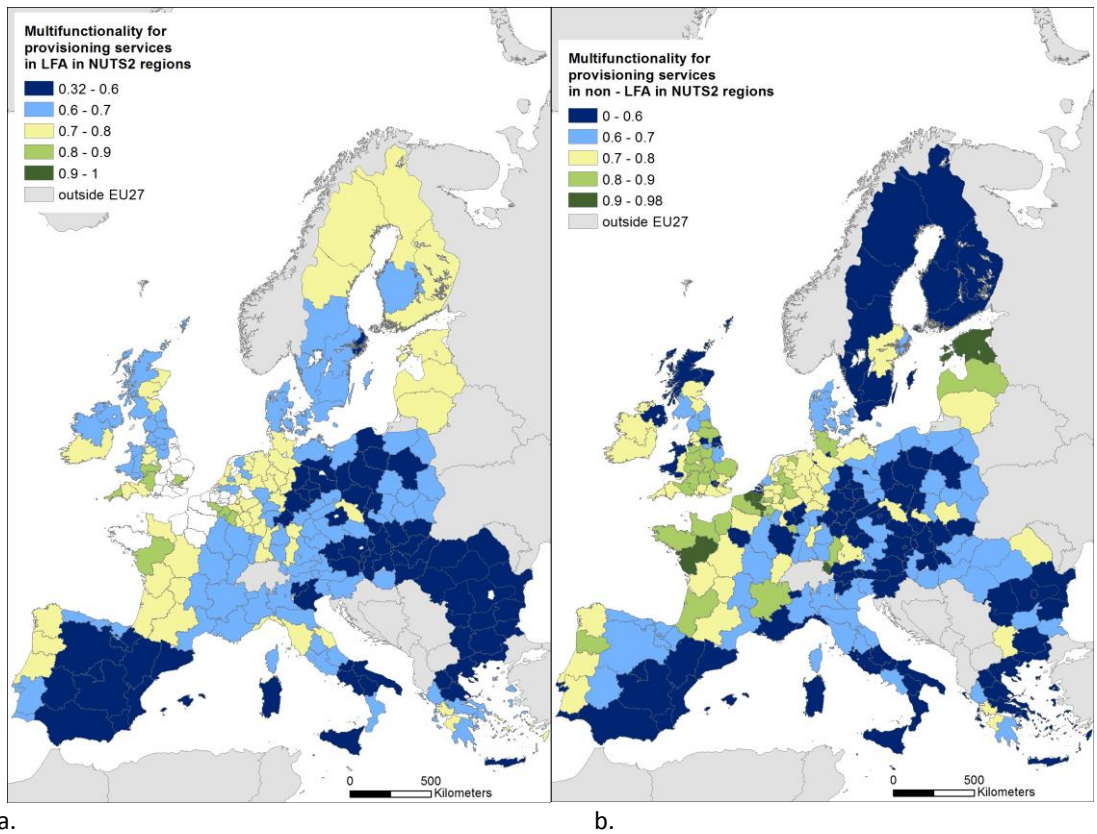 Multifunctionality for
provisioning services
in LFA in NUTS2 regions
0.32 - 0.6
0.6 - 0.7
0.7 - 0.8
0.8 - 0.9
0.9 - 1
outside EU27
0 500
Kilometers
a.
Multifunctionality for
provisioning services
in non - LFA in NUTS2 regions
0 - 0.6
0.6 - 0.7
0.7 - 0.8
0.8 - 0.9
0.9 - 0.98
outside EU27
0 500
Kilometers
b.